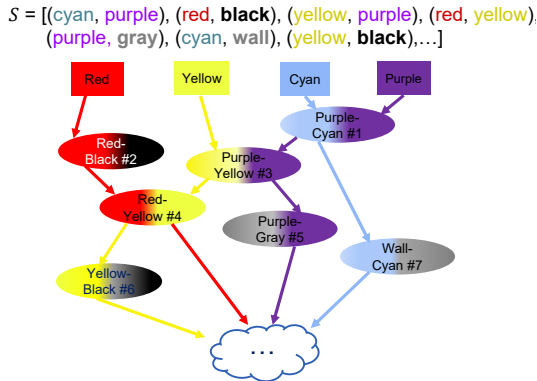 S = [(cyan, purple), (red, black), (yellow, purple), (red, yellow),
(purple, gray), (cyan, wall), (yellow, black),…]
Red Yellow Cyan Purple
Purple-
Cyan #1
Red-
Black #2
Purple-
Yellow #3
Red-
Yellow #4
Purple-
Gray #5
Wall-
Cyan #7
Yellow-
Black #6
...